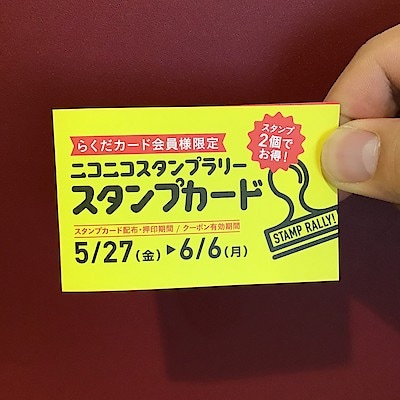 らくだカード会員様限定
ニコニコスタンプラリー
スタンプカード
スタンプ
2個で
お得!
スタンプカード配布・押印期間 / クーポン有効期間
5/27(金)▶6/6(月)
STAMP RALLY!